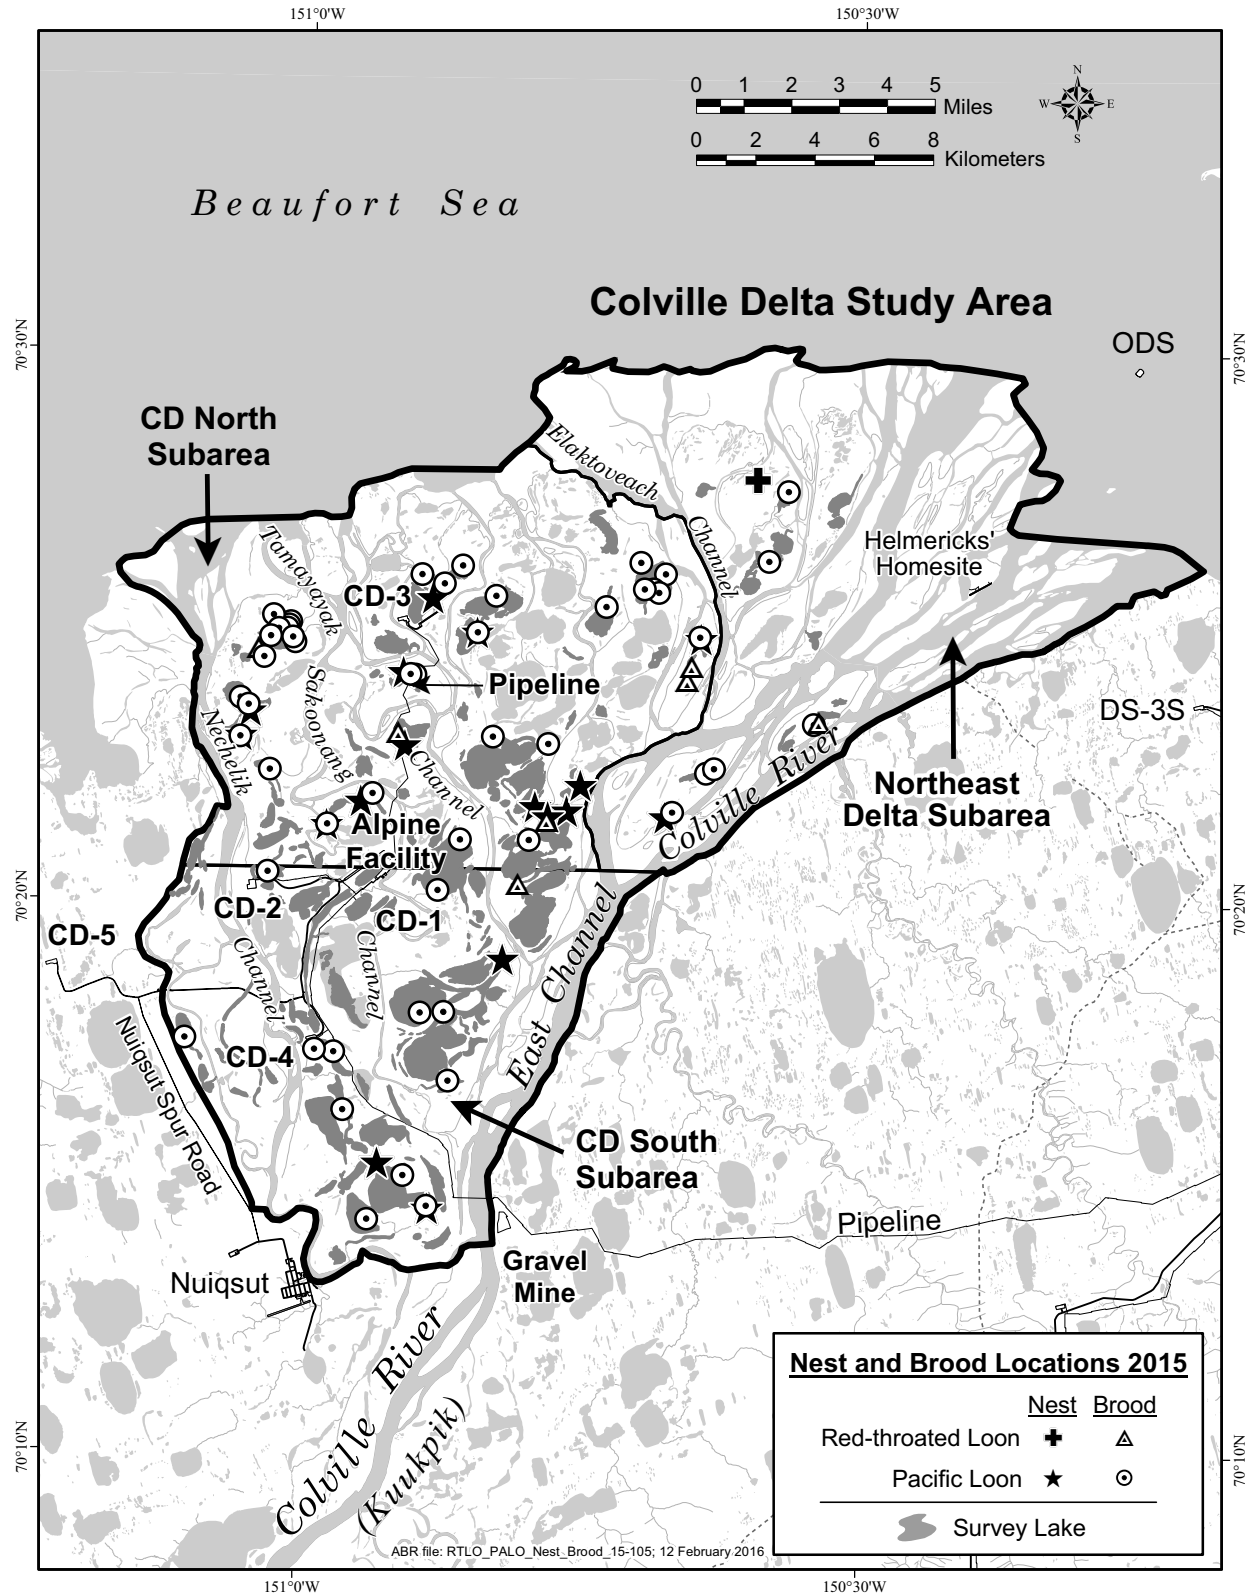 151°0'W
150°30'W
0 1 2 3 4 5
Miles
0 2 4 6 8
Kilometers
N
W
E
S
Beaufort Sea
Colville Delta Study Area
70°30'N
70°30'N
ODS
CD North
Subarea
Elaktoveach
Channel
Tamayayak
Helmericks'
Homesite
CD-3
Pipeline
Sakoonang
Nechelik
Channel
DS-3S
Northeast
Delta Subarea
Colville River
Alpine
Facility
70°20'N
70°20'N
CD-2
CD-1
CD-5
Channel
Channel
East Channel
Nuiqsut Spur Road
CD-4
CD South
Subarea
Pipeline
Gravel
Mine
Nuiqsut
Colville River
(Kuukpik)
70°10'N
70°10'N
Nest and Brood Locations 2015
Nest Brood
Red-throated Loon
Pacific Loon
Survey Lake
ABR file: RTLO_PALO_Nest_Brood_15-105; 12 February 2016
151°0'W
150°30'W